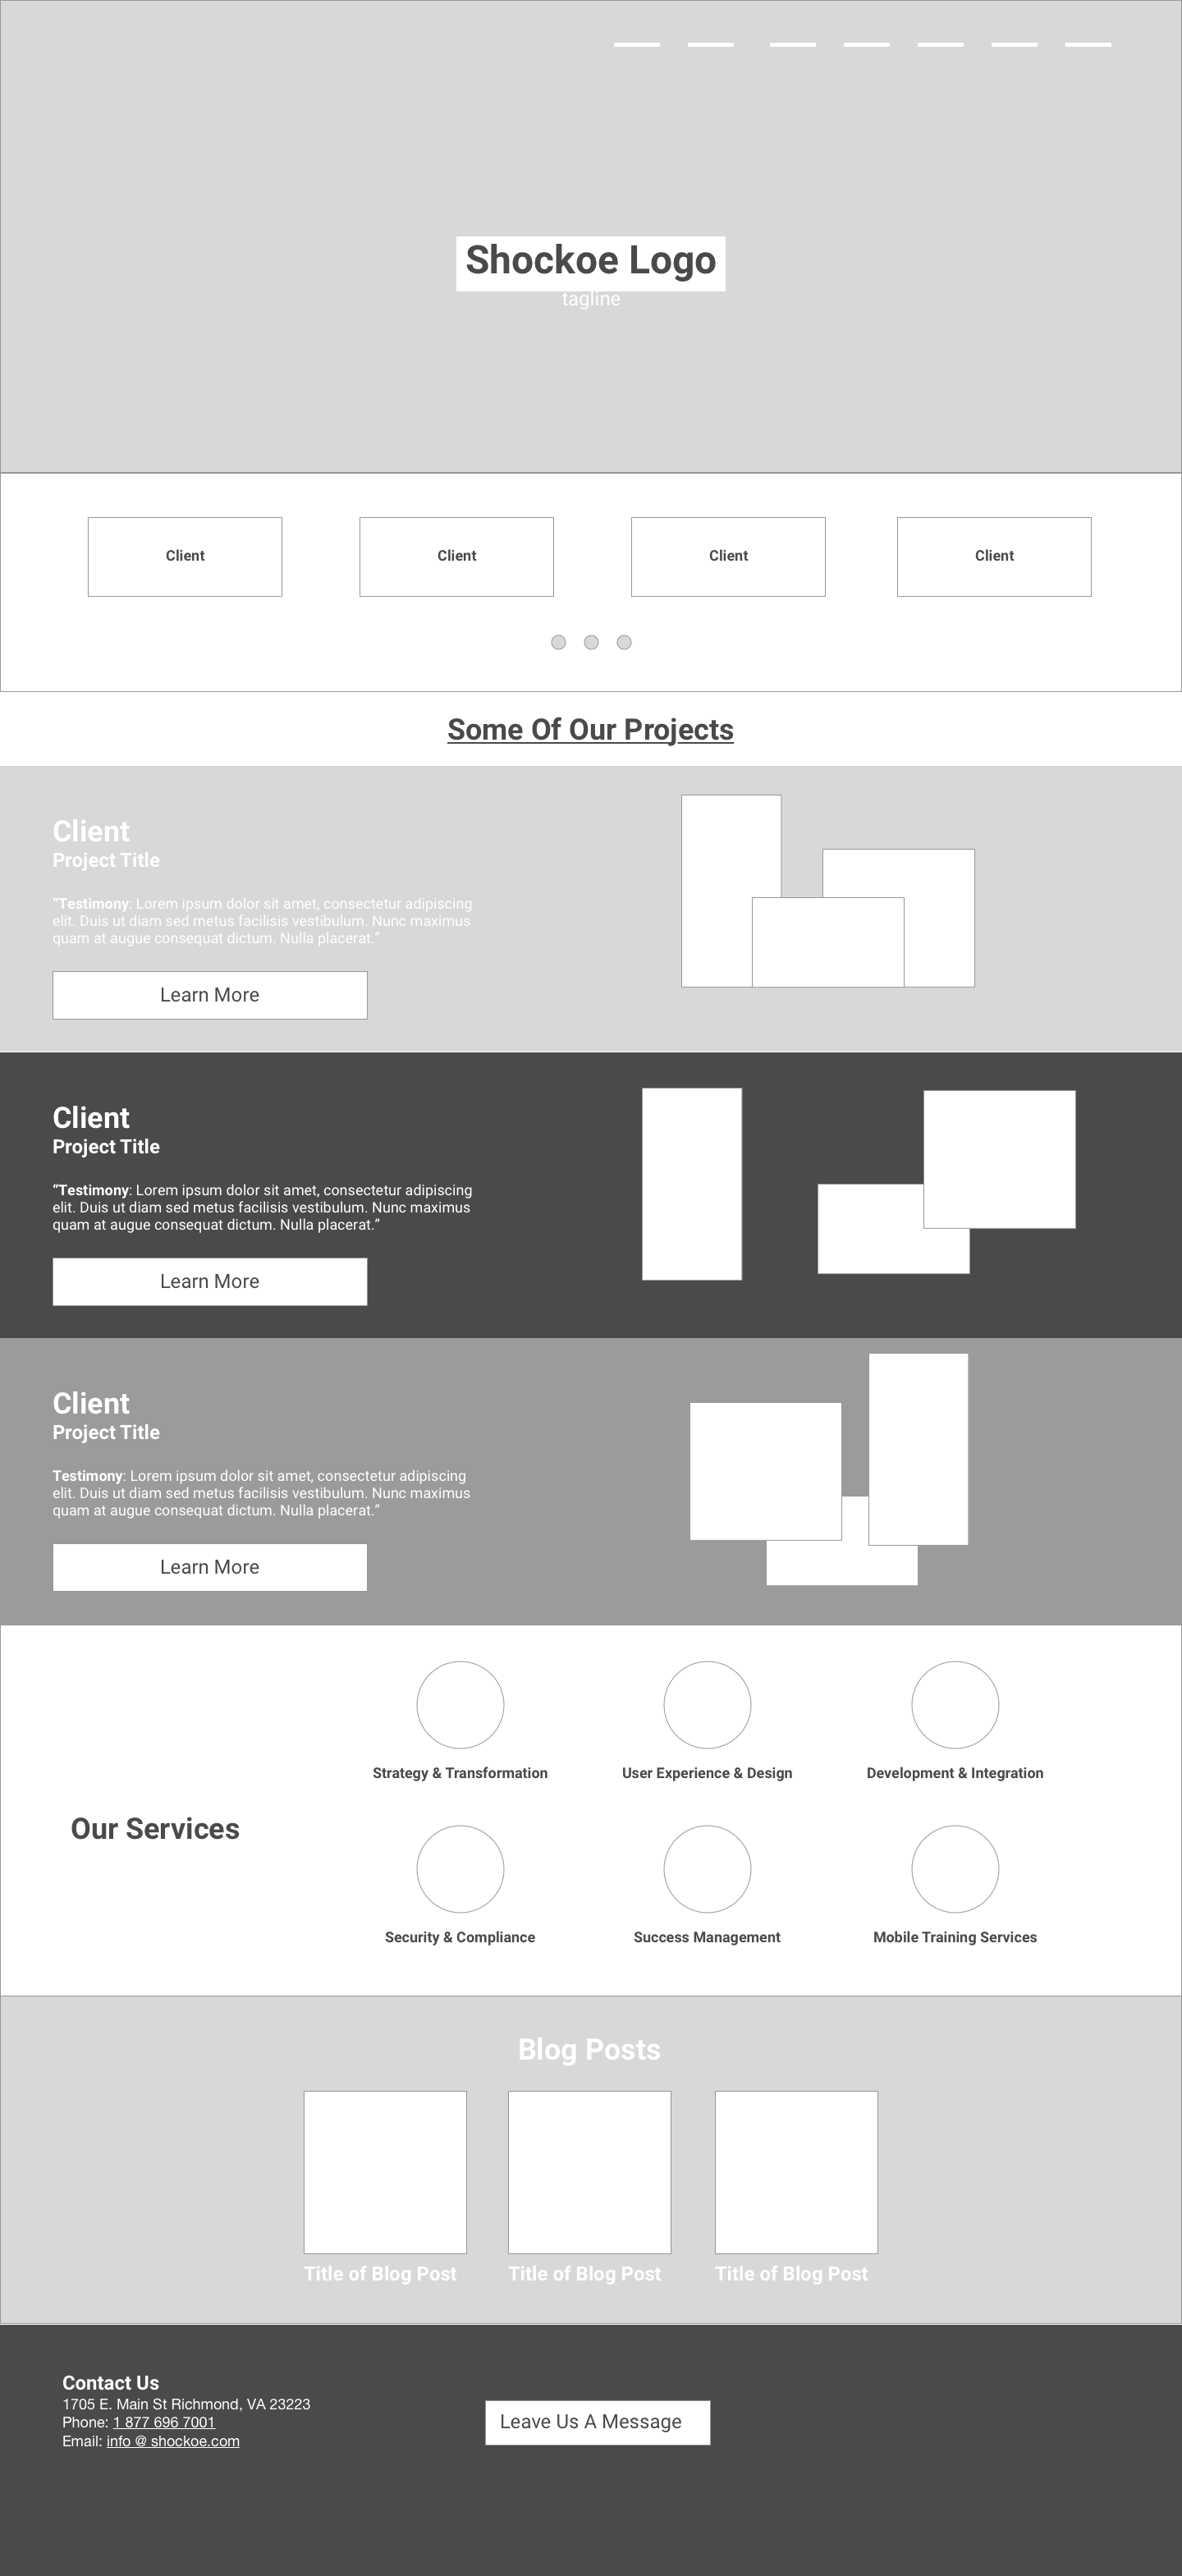 Shockoe Logo
tagline
Client
Client
Client
Client
Some Of Our Projects
Client
Project Title
“Testimony: Lorem ipsum dolor sit amet, consectetur adipiscing
elit. Duis ut diam sed metus facilisis vestibulum. Nunc maximus
quam at augue consequat dictum. Nulla placerat.”
Learn More
Client
Project Title
“Testimony: Lorem ipsum dolor sit amet, consectetur adipiscing
elit. Duis ut diam sed metus facilisis vestibulum. Nunc maximus
quam at augue consequat dictum. Nulla placerat.”
Learn More
Client
Project Title
Testimony: Lorem ipsum dolor sit amet, consectetur adipiscing
elit. Duis ut diam sed metus facilisis vestibulum. Nunc maximus
quam at augue consequat dictum. Nulla placerat.”
Learn More
Our Services
Strategy & Transformation
User Experience & Design
Development & Integration
Security & Compliance
Success Management
Mobile Training Services
Blog Posts
Title of Blog Post
Title of Blog Post
Title of Blog Post
Contact Us
1705 E. Main St Richmond, VA 23223
Phone: 1 877 696 7001
Email: info @ shockoe.com
Leave Us A Message